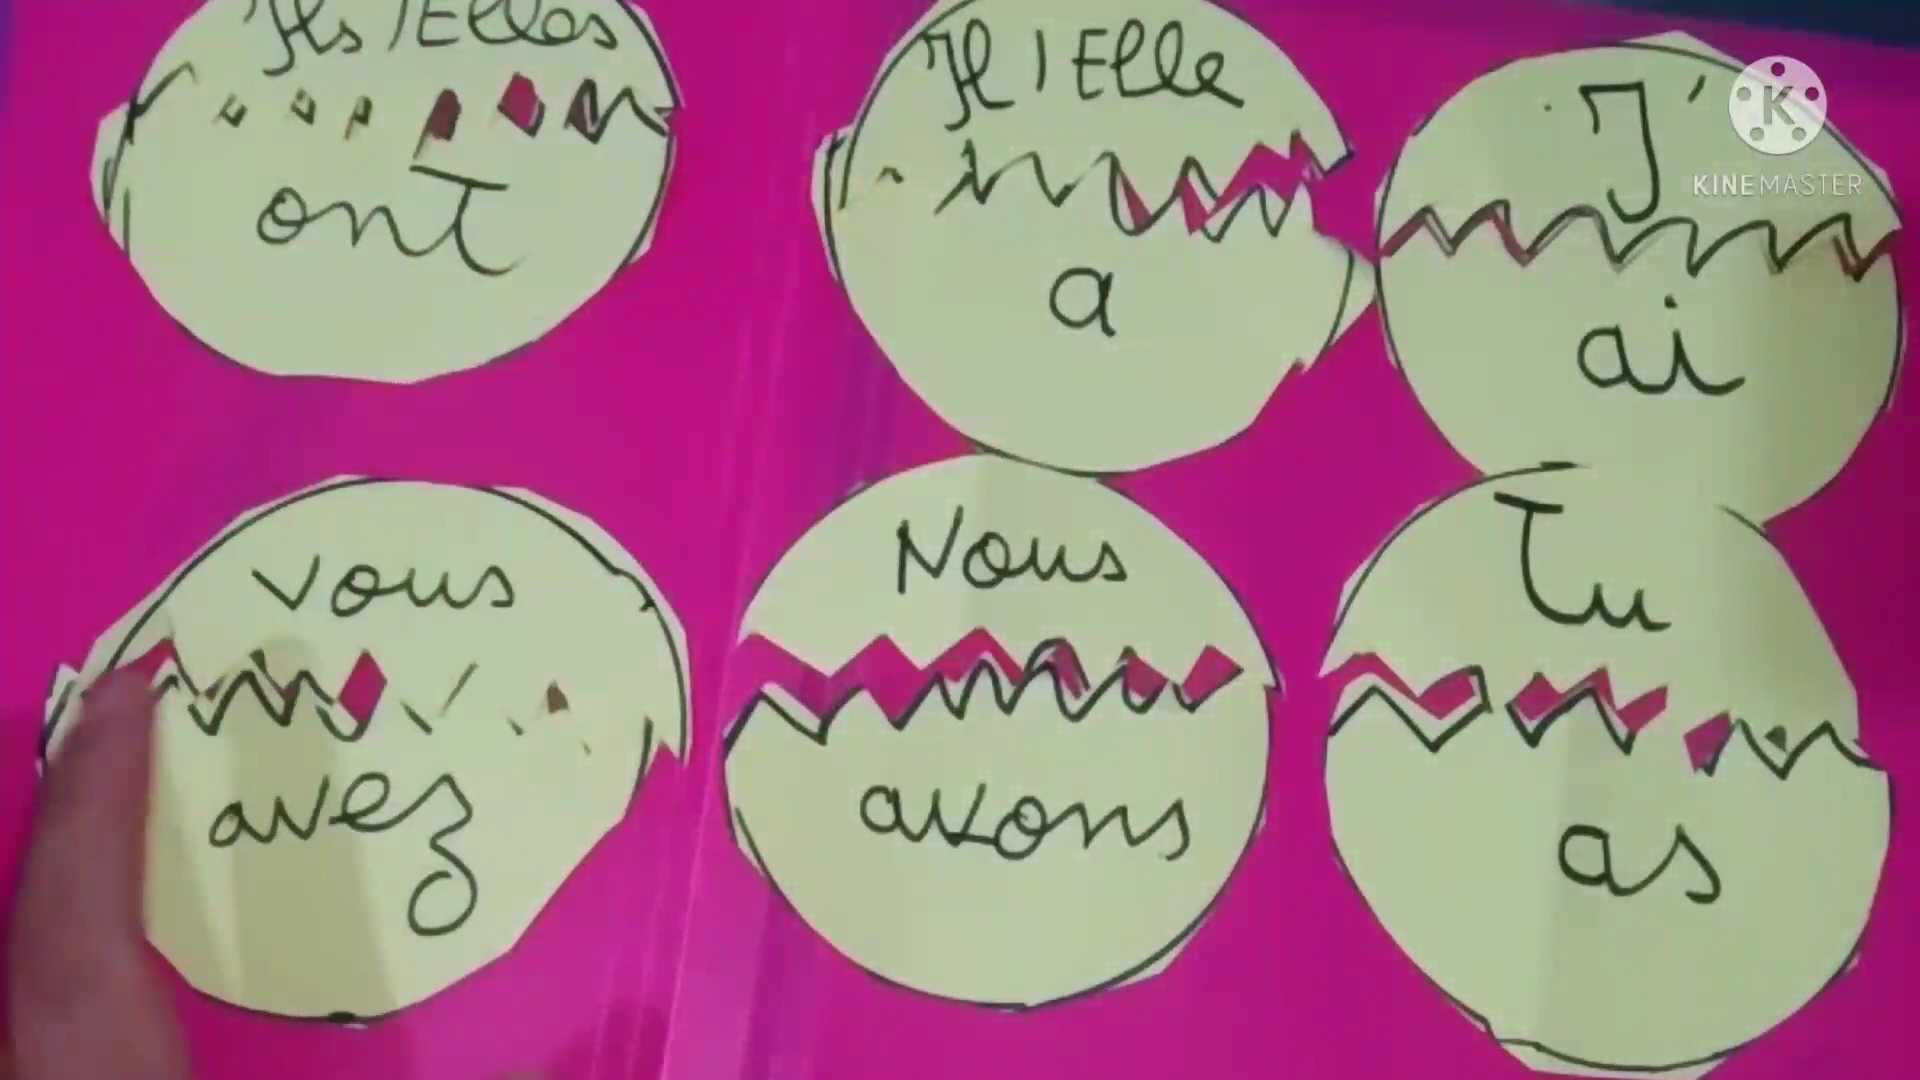 Ils/Elles
ont
Il/Elle
a
J'
ai
vous
avez
Nous
avons
Tu
as
KINEMASTER